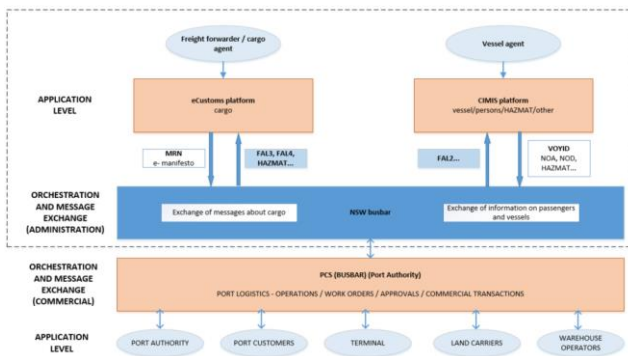 Freight forwarder / cargo
agent
Vessel agent
APPLICATION
LEVEL
eCustoms platform
cargo
CIMIS platform
vessel/persons/HAZMAT/other
MRN
e- manifesto
FAL3, FAL4,
HAZMAT...
FAL2...
VOYID
NOA, NOD,
HAZMAT...
ORCHESTRATION
AND MESSAGE
EXCHANGE
(ADMINISTRATION)
Exchange of messages about cargo
NSW busbar
Exchange of information on passengers
and vessels
ORCHESTRATION
AND MESSAGE
EXCHANGE
(COMMERCIAL)
PCS (BUSBAR) (Port Authority)
PORT LOGISTICS - OPERATIONS / WORK ORDERS / APPROVALS / COMMERCIAL TRANSACTIONS
APPLICATION
LEVEL
PORT AUTHORITY
PORT CUSTOMERS
TERMINAL
LAND CARRIERS
WAREHOUSE
OPERATORS